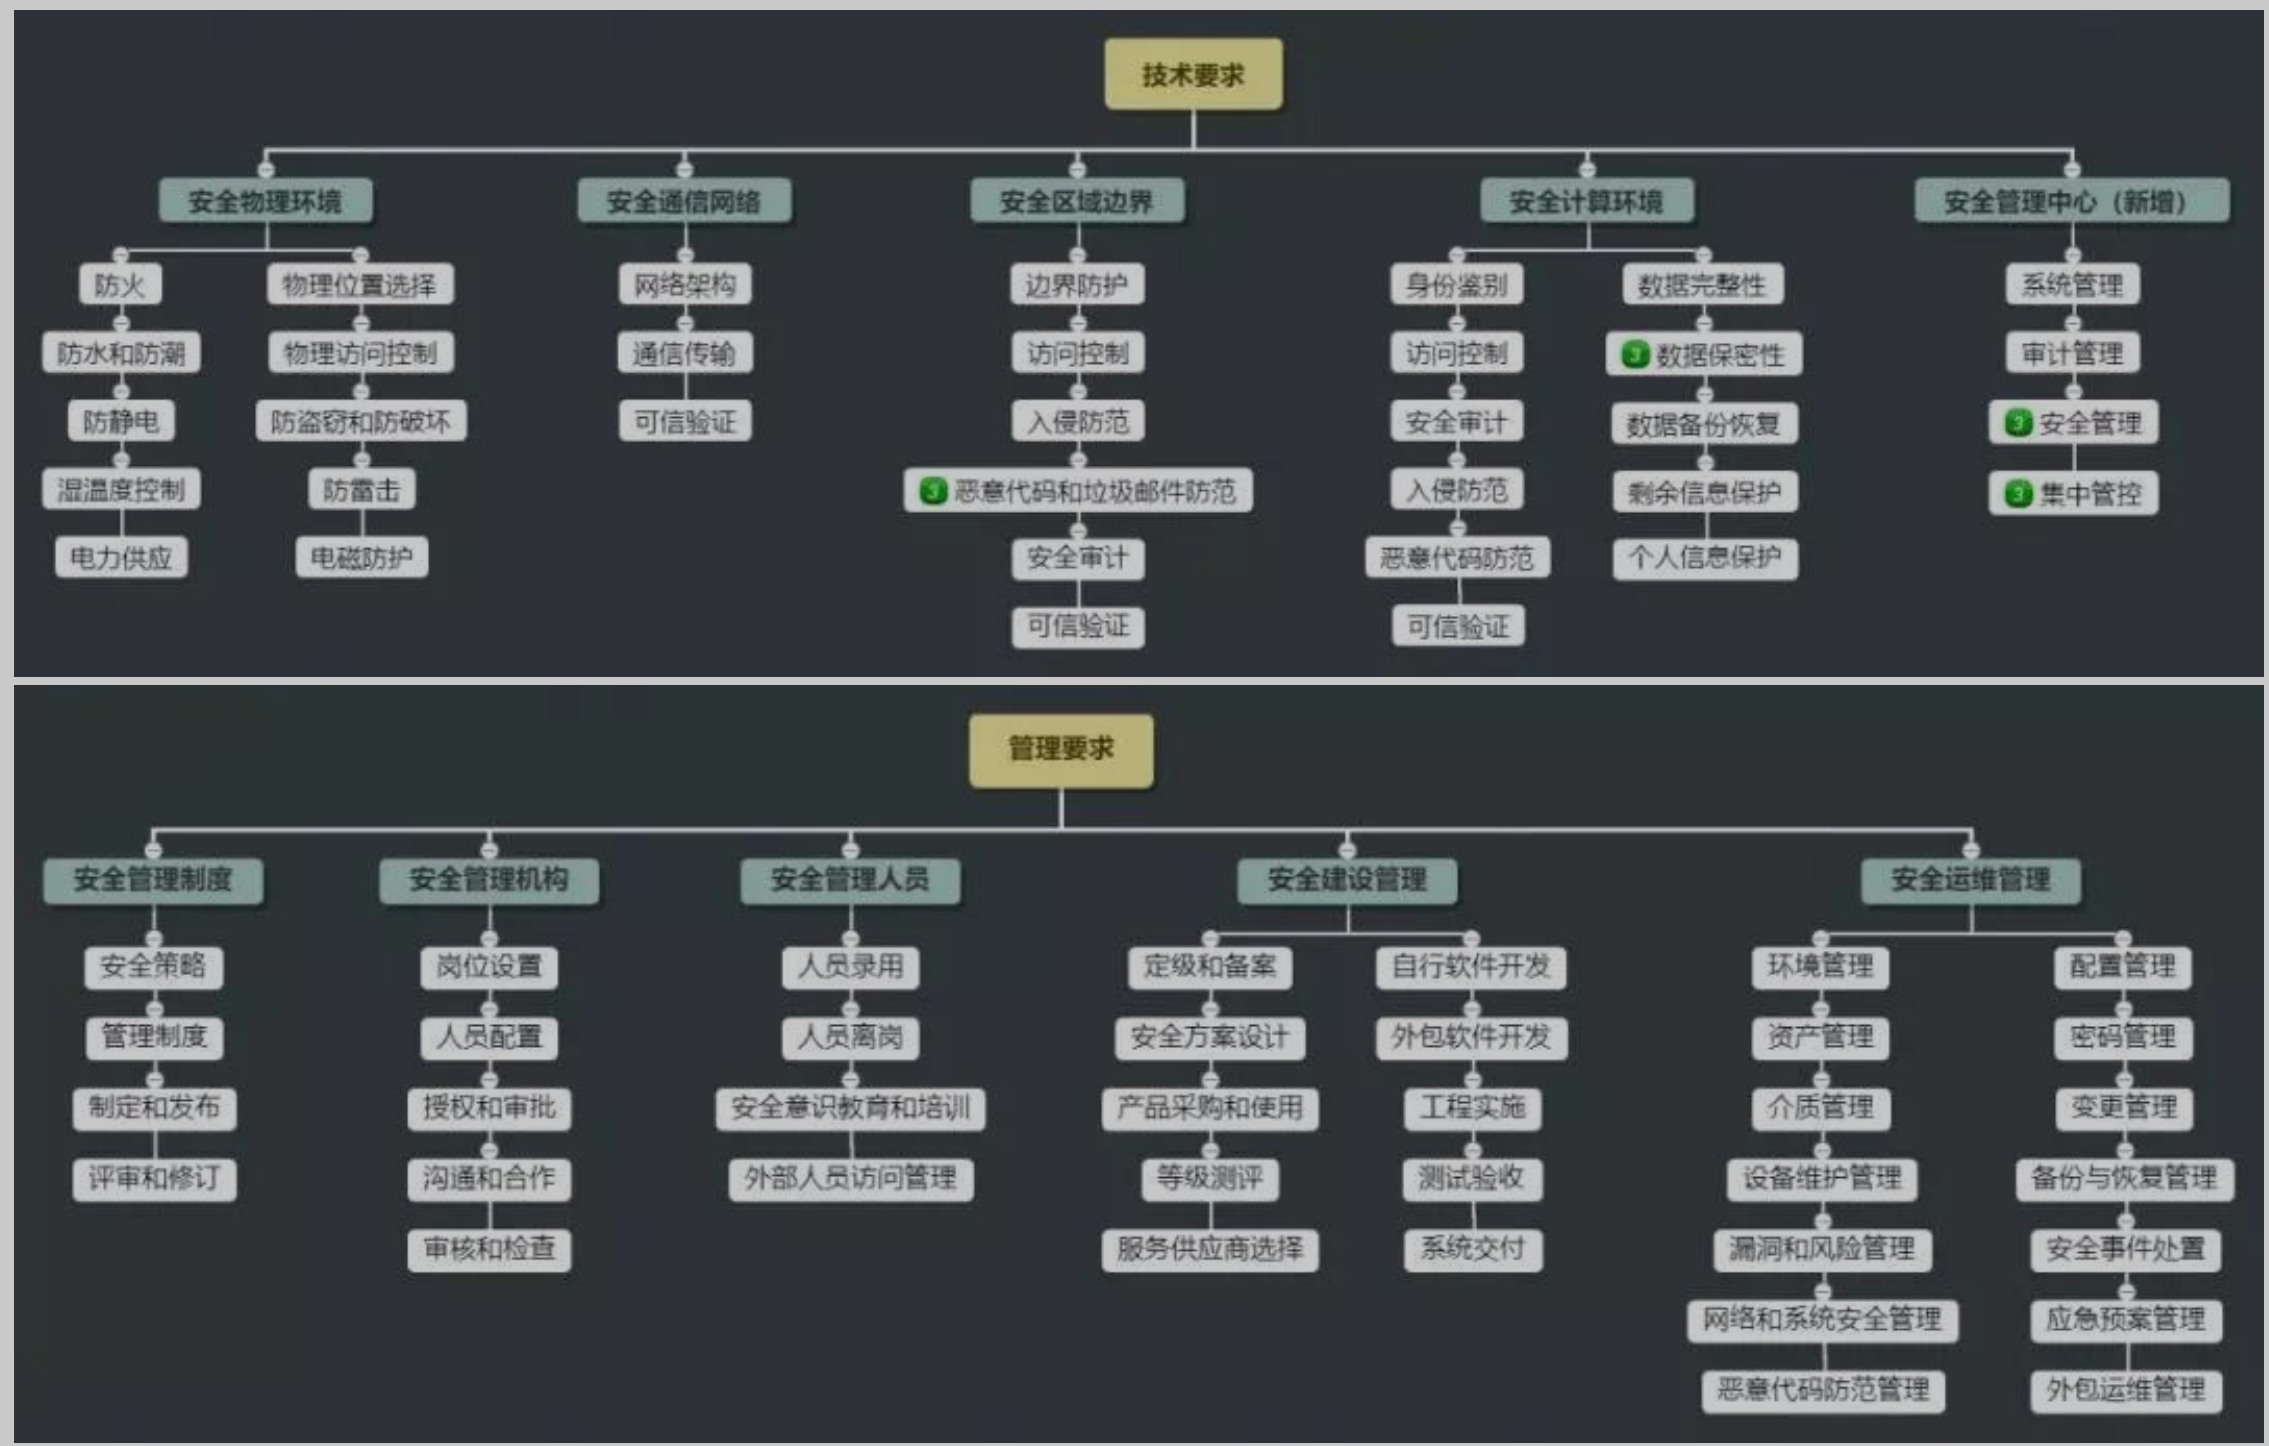 技术要求
安全物理环境
安全通信网络
安全区域边界
安全计算环境
安全管理中心（新增）
防火
防水和防潮
防静电
湿温度控制
电力供应
物理位置选择
物理访问控制
防盗窃和防破坏
防雷击
电磁防护
网络架构
通信传输
可信验证
边界防护
访问控制
入侵防范
3 恶意代码和垃圾邮件防范
安全审计
可信验证
身份鉴别
访问控制
安全审计
入侵防范
恶意代码防范
可信验证
数据完整性
3 数据保密性
数据备份恢复
剩余信息保护
个人信息保护
系统管理
审计管理
3 安全管理
3 集中管控
管理要求
安全管理制度
安全管理机构
安全管理人员
安全建设管理
安全运维管理
安全策略
管理制度
制定和发布
评审和修订
岗位设置
人员配置
授权和审批
沟通和合作
审核和检查
人员录用
人员离岗
安全意识教育和培训
外部人员访问管理
定级和备案
安全方案设计
产品采购和使用
等级测评
服务供应商选择
自行软件开发
外包软件开发
工程实施
测试验收
系统交付
环境管理
资产管理
介质管理
设备维护管理
漏洞和风险管理
网络和系统安全管理
恶意代码防范管理
配置管理
密码管理
变更管理
备份与恢复管理
安全事件处置
应急预案管理
外包运维管理